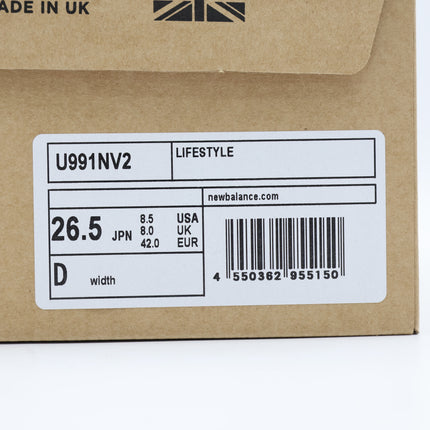 ADE IN UK
U991NV2
LIFESTYLE
newbalance.com
26.5 JPN
8.5 USA
8.0 UK
42.0 EUR
D width
4 550362 955150